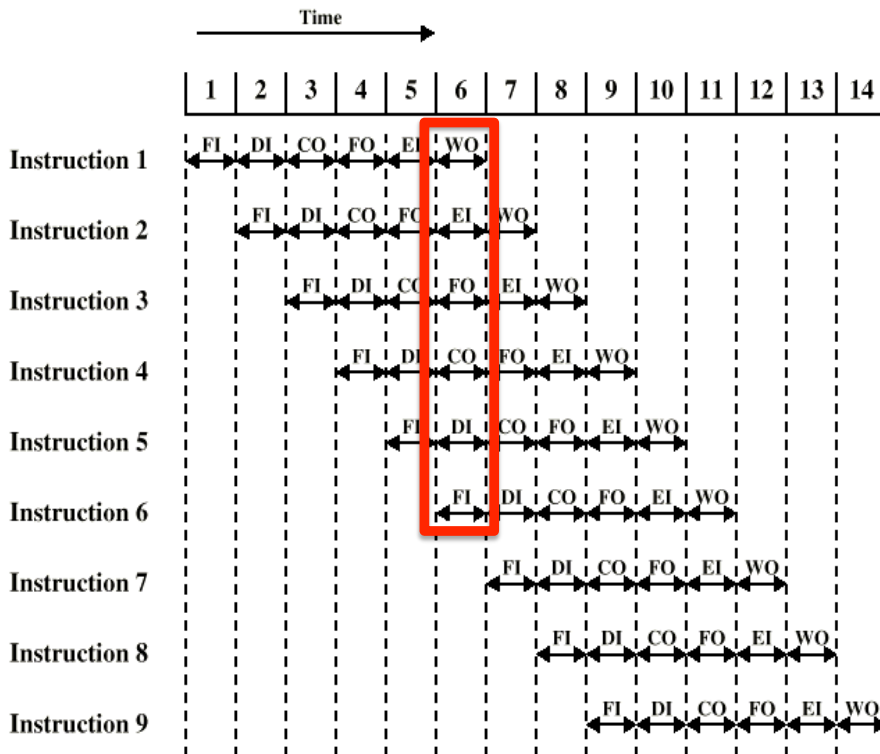 Time
1 2 3 4 5 6 7 8 9 10 11 12 13 14
Instruction 1 FI DI CO FO EI WO
Instruction 2 FI DI CO FO EI WO
Instruction 3 FI DI CO FO EI WO
Instruction 4 FI DI CO FO EI WO
Instruction 5 FI DI CO FO EI WO
Instruction 6 FI DI CO FO EI WO
Instruction 7 FI DI CO FO EI WO
Instruction 8 FI DI CO FO EI WO
Instruction 9 FI DI CO FO EI WO